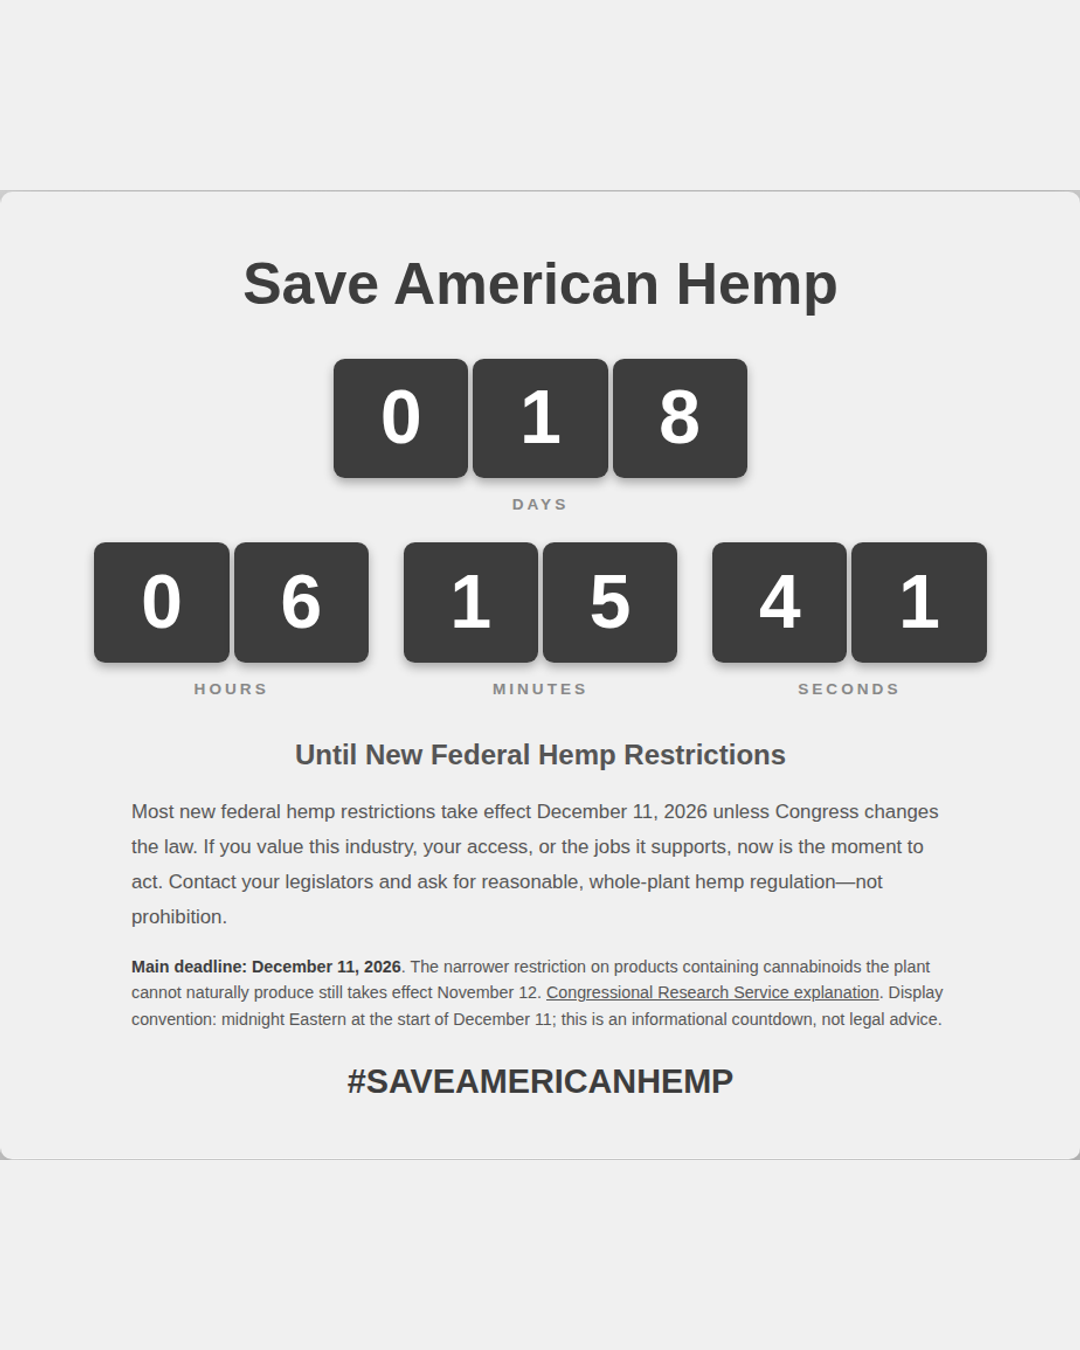 Save American Hemp
0 1 8
DAYS
0 6 1 5 4 1
HOURS MINUTES SECONDS
Until New Federal Hemp Restrictions
Most new federal hemp restrictions take effect December 11, 2026 unless Congress changes
the law. If you value this industry, your access, or the jobs it supports, now is the moment to
act. Contact your legislators and ask for reasonable, whole-plant hemp regulation—not
prohibition.
Main deadline: December 11, 2026. The narrower restriction on products containing cannabinoids the plant
cannot naturally produce still takes effect November 12. Congressional Research Service explanation. Display
convention: midnight Eastern at the start of December 11; this is an informational countdown, not legal advice.
#SAVEAMERICANHEMP